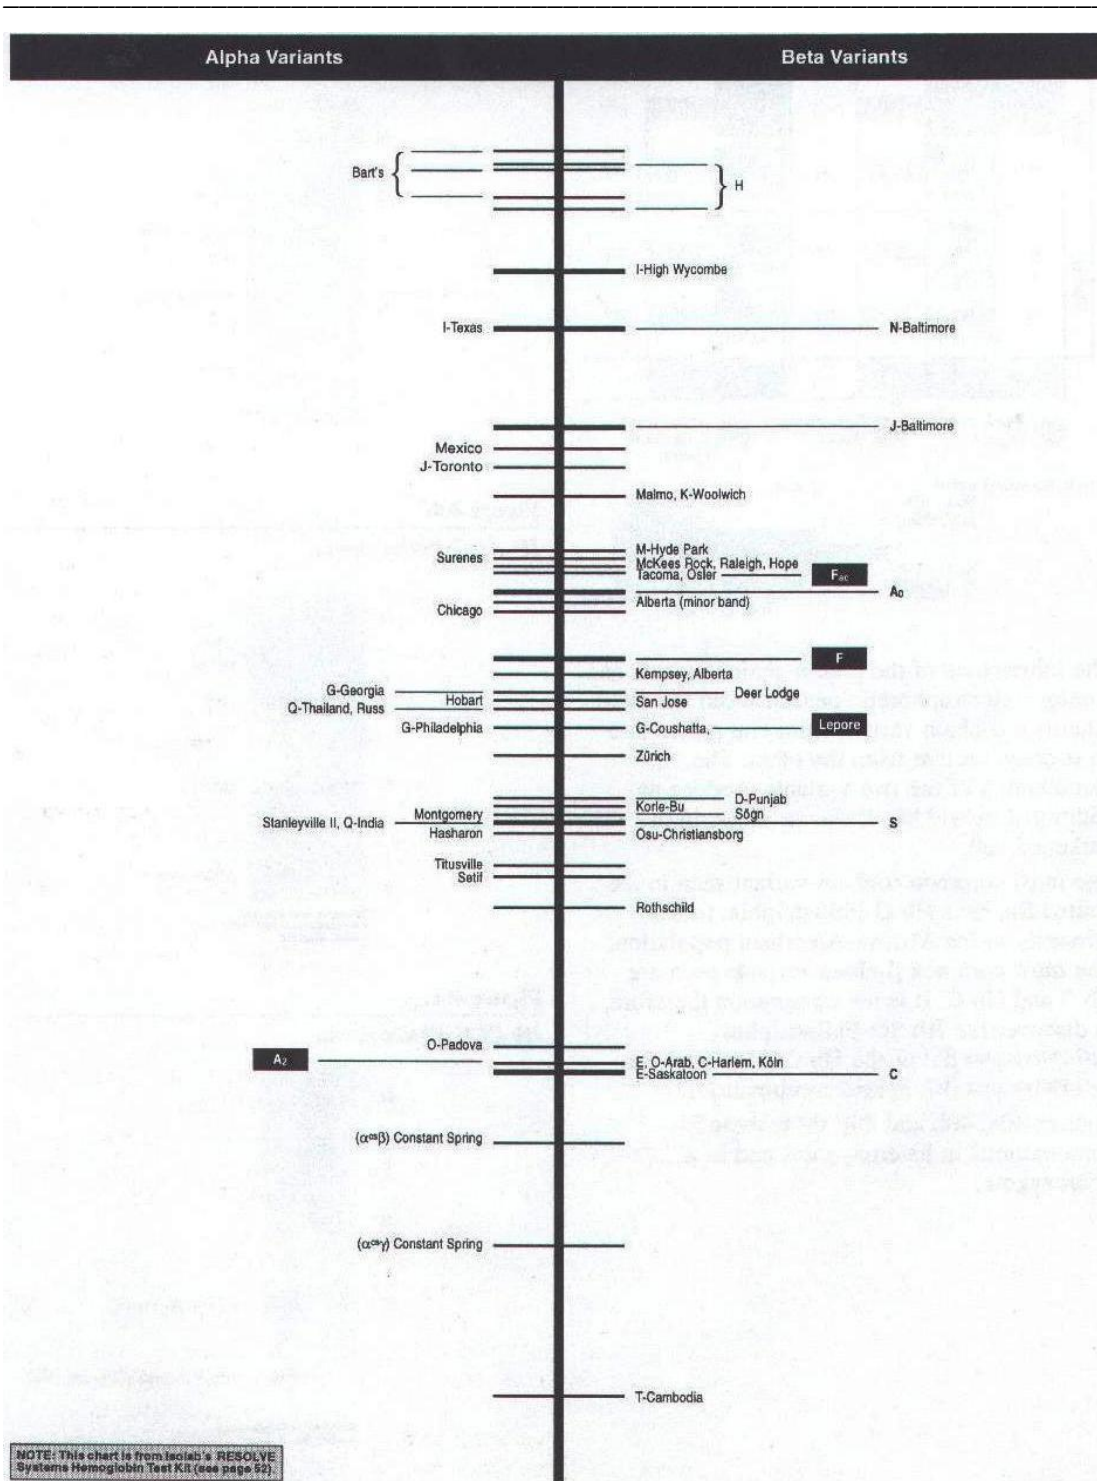 Alpha Variants
Beta Variants
Bart's
H
I-High Wycombe
I-Texas
N-Baltimore
J-Baltimore
Mexico
J-Toronto
Malmo, K-Woolwich
M-Hyde Park
Surenes
McKees Rock, Raleigh, Hope
Tacoma, Osler
Fac
A0
Alberta (minor band)
Chicago
F
Kempsey, Alberta
G-Georgia
Deer Lodge
Hobart
San Jose
Q-Thailand, Russ
G-Philadelphia
G-Coushatta,
Lepore
Zürich
D-Punjab
Korle-Bu
Montgomery
Sögn
Stanleyville II, Q-India
S
Hasharon
Osu-Christiansborg
Titusville
Setif
Rothschild
O-Padova
A2
E, O-Arab, C-Harlem, Köln
E-Saskatoon
C
(αcsβ) Constant Spring
(αcsγ) Constant Spring
T-Cambodia
NOTE: This chart is from Isolab's RESOLVE
Systems Hemoglobin Test Kit (see page 52)